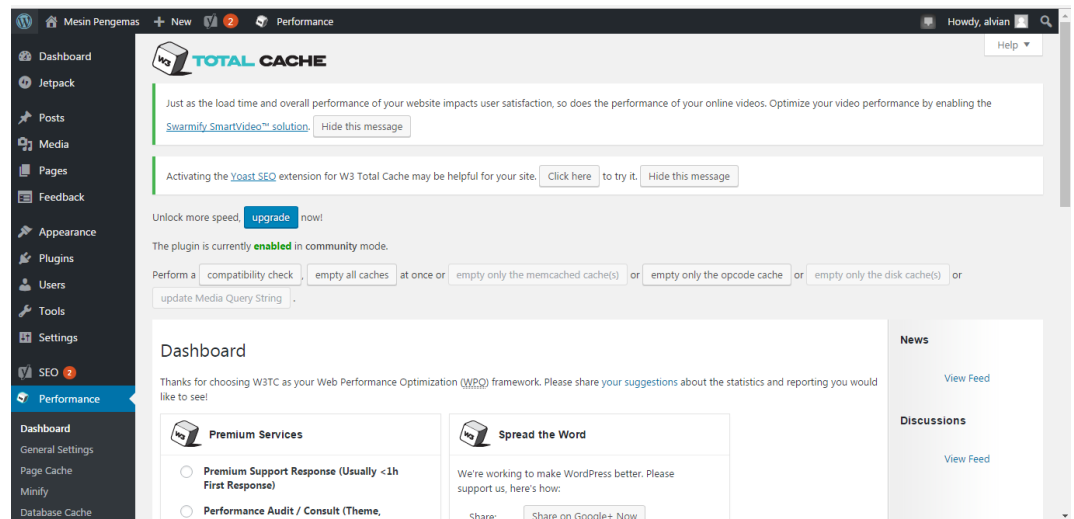 Mesin Pengemas + New 2 Performance Howdy, alvian
Help ▼
Dashboard
Jetpack
Posts
Media
Pages
Feedback
Appearance
Plugins
Users
Tools
Settings
SEO 2
Performance
Dashboard
General Settings
Page Cache
Minify
Database Cache
W3 TOTAL CACHE
Just as the load time and overall performance of your website impacts user satisfaction, so does the performance of your online videos. Optimize your video performance by enabling the
Swarmify SmartVideo™ solution. Hide this message
Activating the Yoast SEO extension for W3 Total Cache may be helpful for your site. Click here to try it. Hide this message
Unlock more speed, upgrade now!
The plugin is currently enabled in community mode.
Perform a compatibility check , empty all caches at once or empty only the memcached cache(s) or empty only the opcode cache or empty only the disk cache(s) or
update Media Query String .
Dashboard
Thanks for choosing W3TC as your Web Performance Optimization (WPO) framework. Please share your suggestions about the statistics and reporting you would
like to see!
W3 Premium Services
Premium Support Response (Usually <1h
First Response)
Performance Audit / Consult (Theme,
W3 Spread the Word
We're working to make WordPress better. Please
support us, here's how:
Share: Share on Google+ Now
News
View Feed
Discussions
View Feed